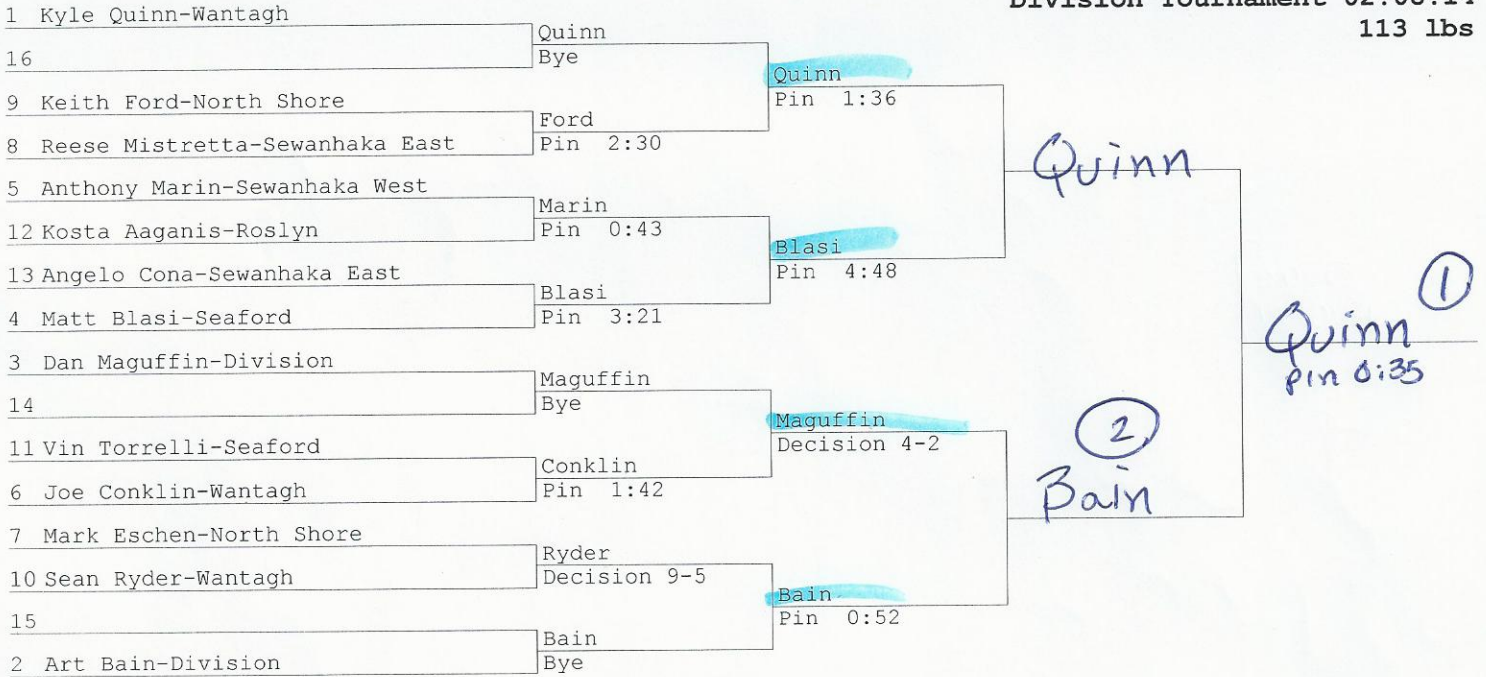 Division Tournament 02.08.14
113 lbs
1 Kyle Quinn-Wantagh
Quinn
16
Bye
Quinn
Pin 1:36
9 Keith Ford-North Shore
Ford
8 Reese Mistretta-Sewanhaka East
Pin 2:30
Quinn
5 Anthony Marin-Sewanhaka West
Marin
12 Kosta Aaganis-Roslyn
Pin 0:43
Blasi
Pin 4:48
13 Angelo Cona-Sewanhaka East
Blasi
4 Matt Blasi-Seaford
Pin 3:21
1
Quinn
pin 0:35
3 Dan Maguffin-Division
Maguffin
14
Bye
Maguffin
Decision 4-2
11 Vin Torrelli-Seaford
Conklin
6 Joe Conklin-Wantagh
Pin 1:42
2
Bain
7 Mark Eschen-North Shore
Ryder
10 Sean Ryder-Wantagh
Decision 9-5
Bain
Pin 0:52
15
Bain
2 Art Bain-Division
Bye